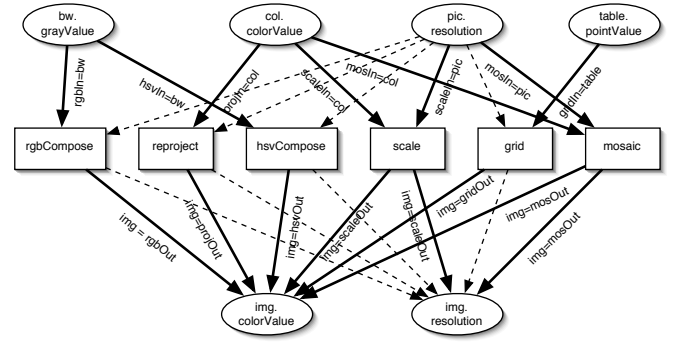 bw.
grayValue
col.
colorValue
pic.
resolution
table.
pointValue
rgbIn=bw
hsvIn=bw
projIn=col
scaleIn=col
mosIn=col
scaleIn=pic
mosIn=pic
gridIn=table
rgbCompose
reproject
hsvCompose
scale
grid
mosaic
img = rgbOut
img=projOut
img=hsvOut
img=scaleOut
img=scaleOut
img=gridOut
img=mosOut
img=mosOut
img.
colorValue
img.
resolution